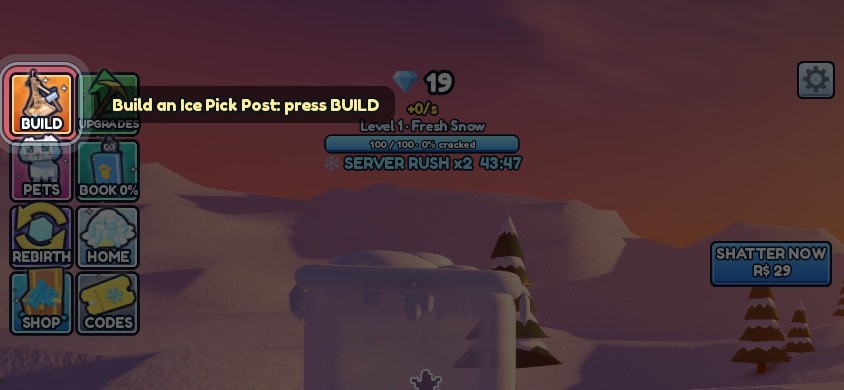 19
+0/s
Level 1 · Fresh Snow
100 / 100 · 0% cracked
SERVER RUSH x2 43:47
Build an Ice Pick Post: press BUILD
BUILD
UPGRADES
PETS
BOOK 0%
REBIRTH
HOME
SHOP
CODES
SHATTER NOW
R$ 29